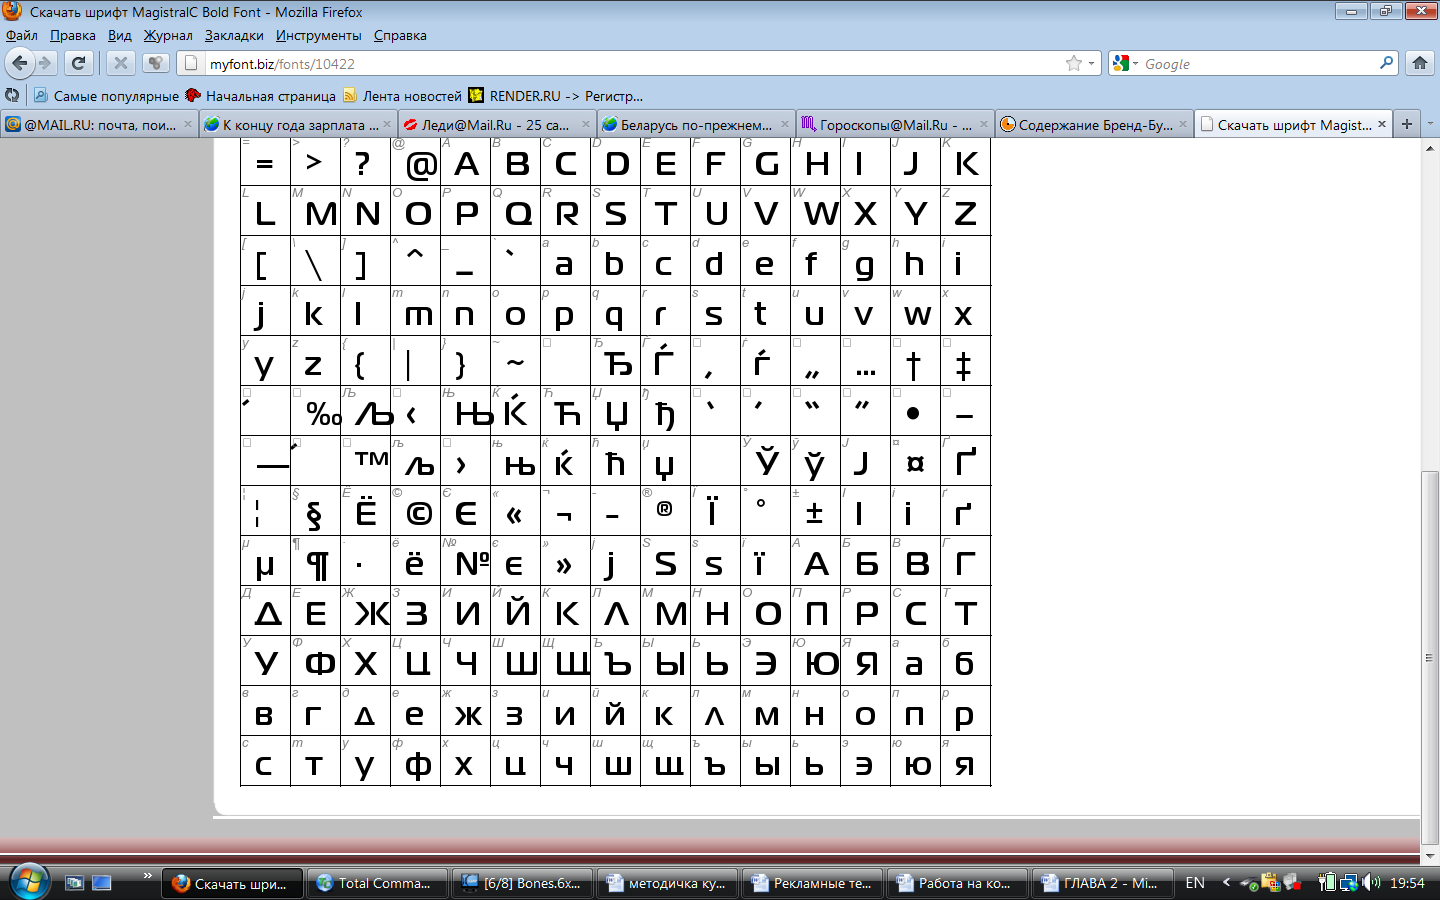 Скачать шрифт MagistralC Bold Font - Mozilla Firefox
Файл Правка Вид Журнал Закладки Инструменты Справка
myfont.biz/fonts/10422 Google
Самые популярные Начальная страница Лента новостей RENDER.RU -> Регистр...
@MAIL.RU: почта, пои... К концу года зарплата ... Леди@Mail.Ru - 25 са... Беларусь по-прежнем... Гороскопы@Mail.Ru - ... Содержание Бренд-Бу... Скачать шрифт Magist...
= > ? @ A B C D E F G H I J K
= > ? @ A B C D E F G H I J K
L M N O P Q R S T U V W X Y Z
L M N O P Q R S T U V W X Y Z
[ \ ] ^ _ ` a b c d e f g h i
[ \ ] ^ _ ` a b c d e f g h i
j k l m n o p q r s t u v w x
j k l m n o p q r s t u v w x
y z { | } ~ Ђ Ѓ ѓ
y z { | } ~ Ђ Ѓ ‚ ѓ „ … † ‡
Љ Њ Ќ Ћ Џ ђ
‰ Љ ‹ Њ Ќ Ћ Џ ђ ‘ ’ “ ” • –
љ њ ќ ћ џ Ў ў Ј ¤ Ґ
— ™ љ › њ ќ ћ џ Ў ў Ј ¤ Ґ
¦ § Ё © Є « ¬ - ® Ї ° ± І і ґ
¦ § Ё © Є « ¬ - ® Ї ° ± І і ґ
µ ¶ · ё № є » ј Ѕ ѕ ї А Б В Г
µ ¶ · ё № є » ј Ѕ ѕ ї А Б В Г
Д Е Ж З И Й К Л М Н О П Р С Т
Д Е Ж З И Й К Л М Н О П Р С Т
У Ф Х Ц Ч Ш Щ Ъ Ы Ь Э Ю Я а б
У Ф Х Ц Ч Ш Щ Ъ Ы Ь Э Ю Я а б
в г д е ж з и й к л м н о п р
в г д е ж з и й к л м н о п р
с т у ф х ц ч ш щ ъ ы ь э ю я
с т у ф х ц ч ш щ ъ ы ь э ю я
» Скачать шри... Total Comma... [6/8] Bones.6x... методичка ку... Рекламные те... Работа на ко... ГЛАВА 2 - Mi... EN 19:54